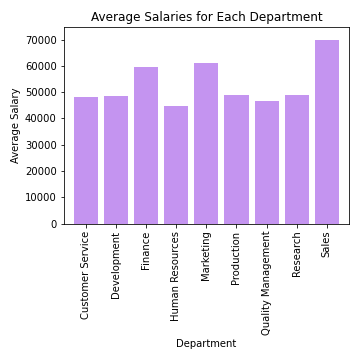 Average Salaries for Each Department
Average Salary
70000
60000
50000
40000
30000
20000
10000
0
Customer Service
Development
Finance
Human Resources
Marketing
Production
Quality Management
Research
Sales
Department